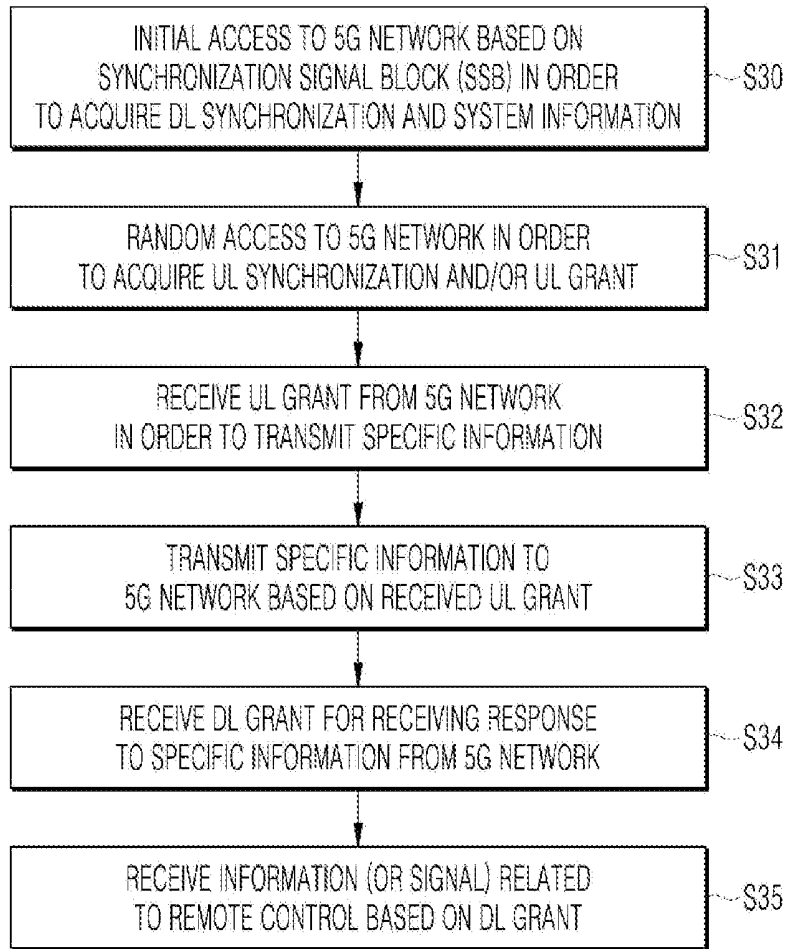 INITIAL ACCESS TO 5G NETWORK BASED ON
SYNCHRONIZATION SIGNAL BLOCK (SSB) IN ORDER
TO ACQUIRE DL SYNCHRONIZATION AND SYSTEM INFORMATION
S30
RANDOM ACCESS TO 5G NETWORK IN ORDER
TO ACQUIRE UL SYNCHRONIZATION AND/OR UL GRANT
S31
RECEIVE UL GRANT FROM 5G NETWORK
IN ORDER TO TRANSMIT SPECIFIC INFORMATION
S32
TRANSMIT SPECIFIC INFORMATION TO
5G NETWORK BASED ON RECEIVED UL GRANT
S33
RECEIVE DL GRANT FOR RECEIVING RESPONSE
TO SPECIFIC INFORMATION FROM 5G NETWORK
S34
RECEIVE INFORMATION (OR SIGNAL) RELATED
TO REMOTE CONTROL BASED ON DL GRANT
S35